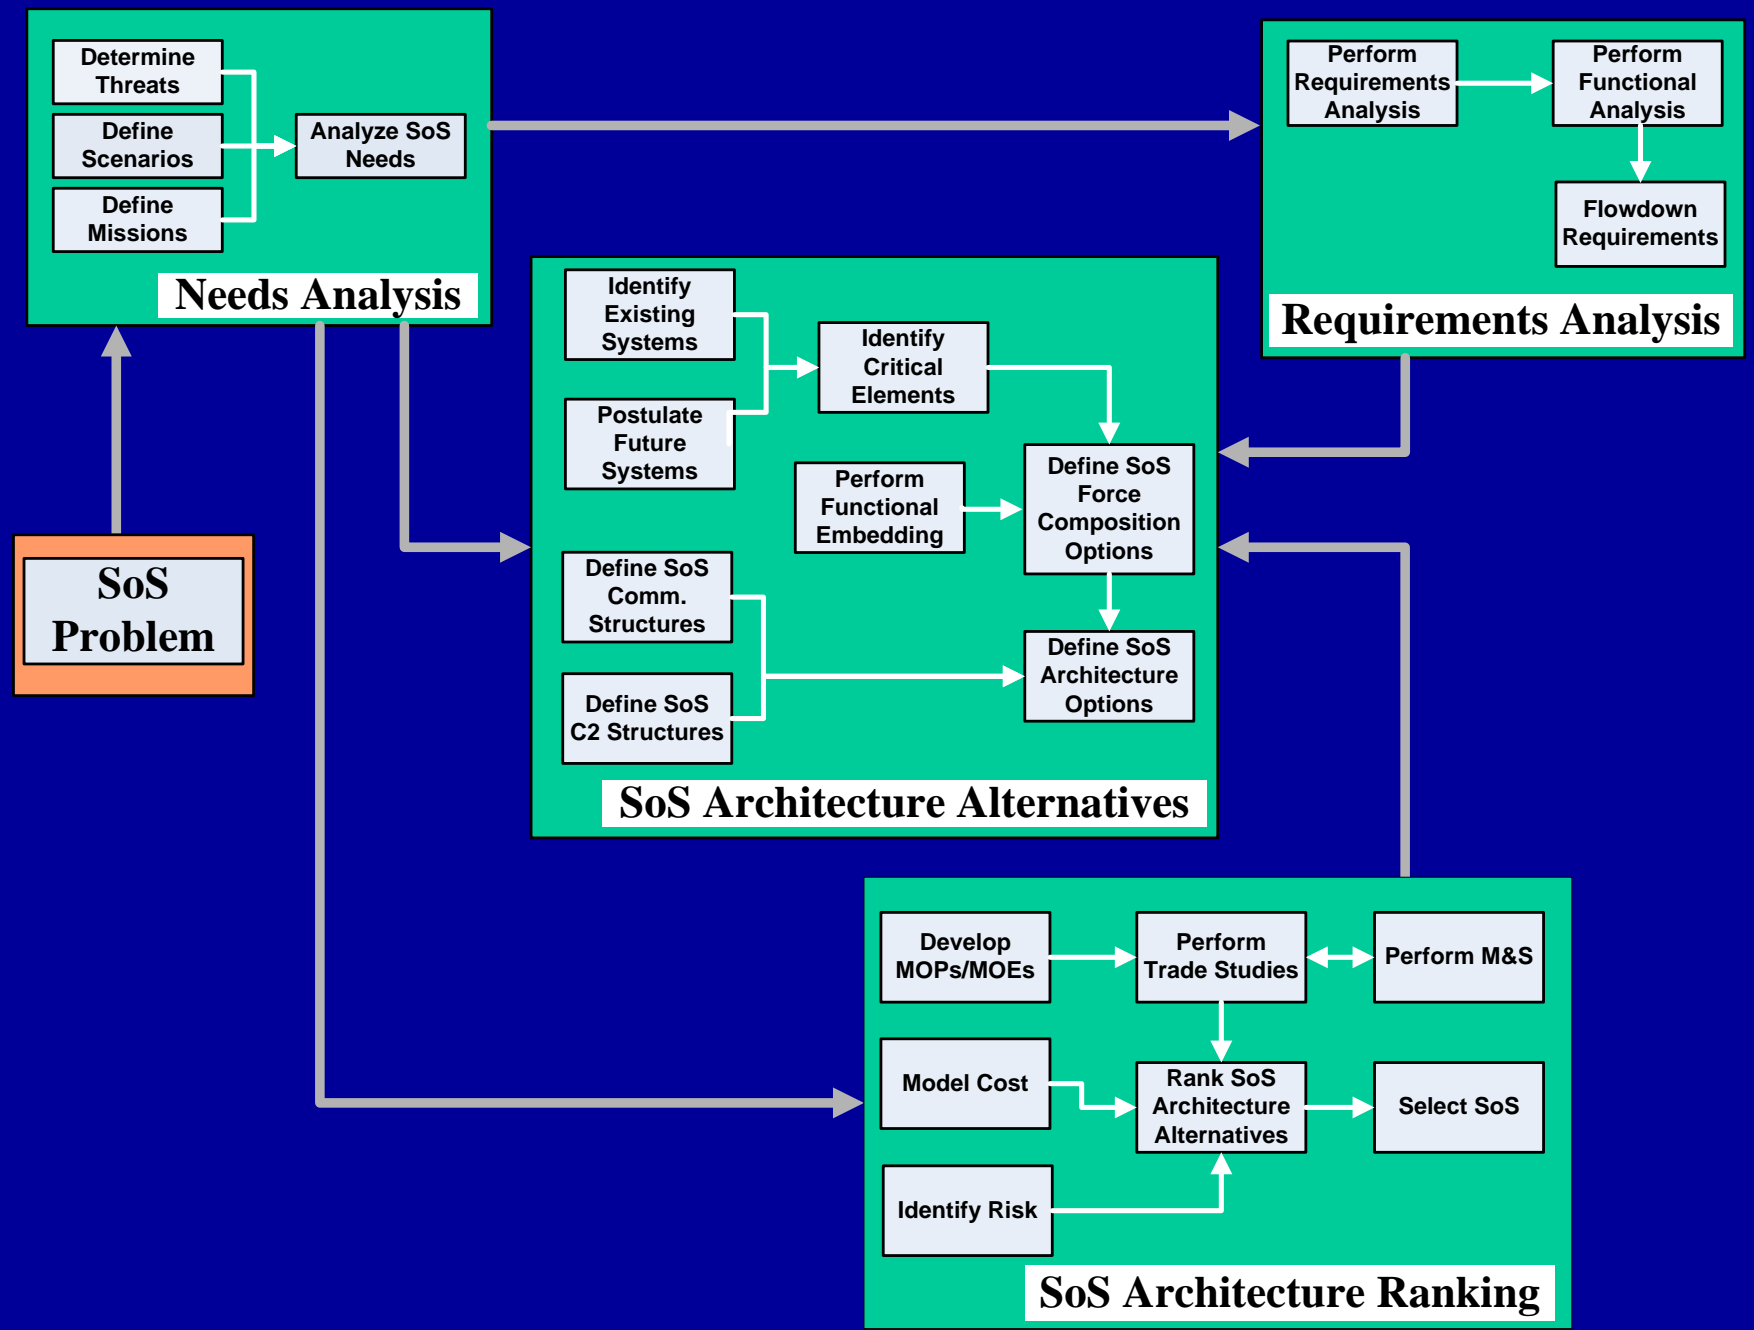 Determine
Threats
Define
Scenarios
Define
Missions
Analyze SoS
Needs
Needs Analysis
Perform
Requirements
Analysis
Perform
Functional
Analysis
Flowdown
Requirements
Requirements Analysis
SoS
Problem
Identify
Existing
Systems
Postulate
Future
Systems
Identify
Critical
Elements
Perform
Functional
Embedding
Define SoS
Force
Composition
Options
Define SoS
Comm.
Structures
Define SoS
C2 Structures
Define SoS
Architecture
Options
SoS Architecture Alternatives
Develop
MOPs/MOEs
Perform
Trade Studies
Perform M&S
Model Cost
Rank SoS
Architecture
Alternatives
Select SoS
Identify Risk
SoS Architecture Ranking